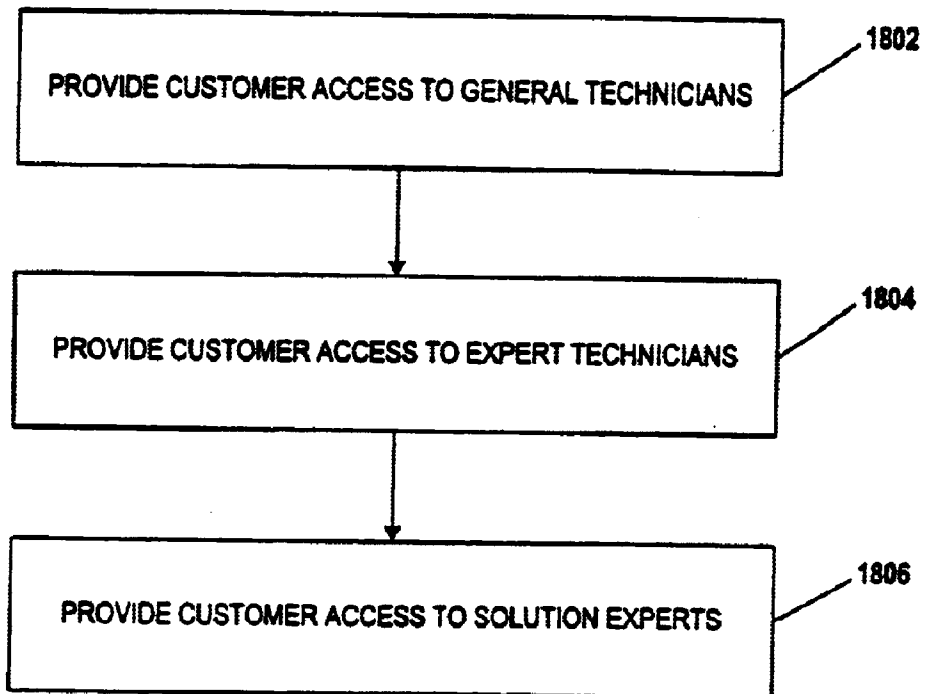 1802
PROVIDE CUSTOMER ACCESS TO GENERAL TECHNICIANS
1804
PROVIDE CUSTOMER ACCESS TO EXPERT TECHNICIANS
1806
PROVIDE CUSTOMER ACCESS TO SOLUTION EXPERTS